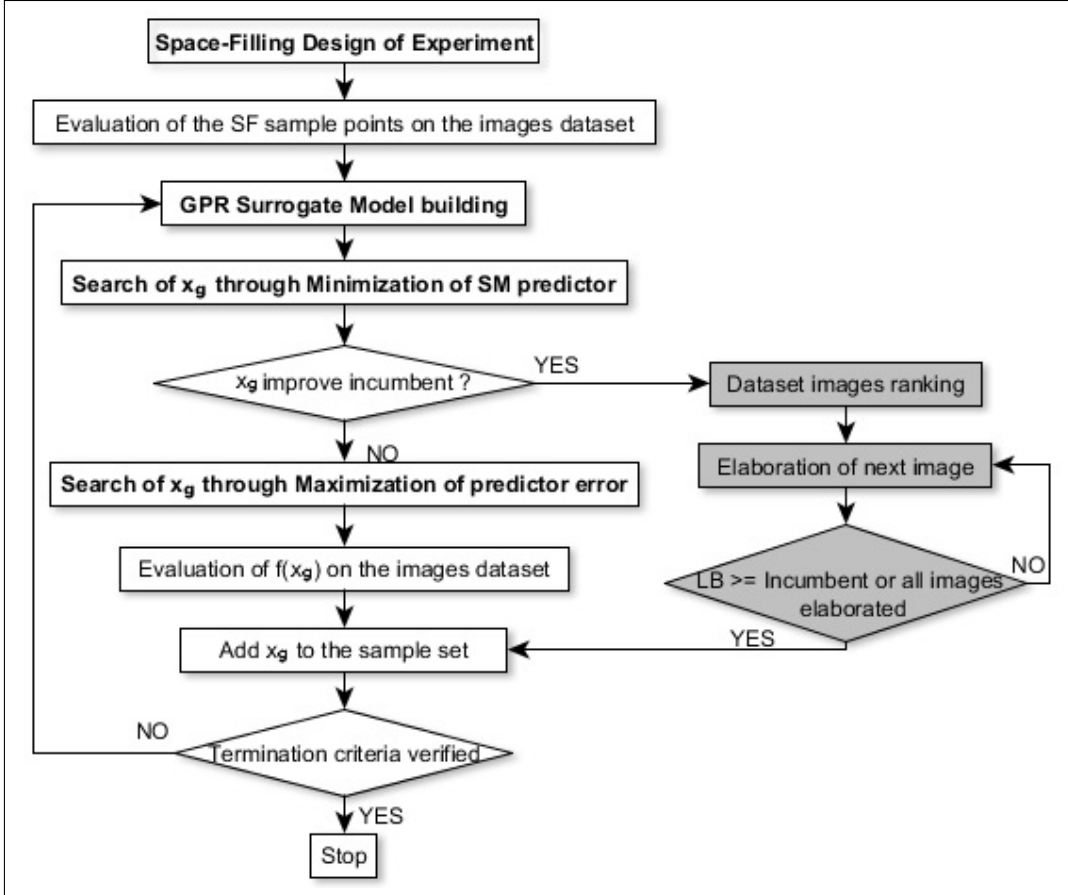 Space-Filling Design of Experiment
Evaluation of the SF sample points on the images dataset
GPR Surrogate Model building
Search of xg through Minimization of SM predictor
xg improve incumbent ?
YES
Dataset images ranking
Elaboration of next image
LB >= Incumbent or all images
elaborated
NO
YES
NO
Search of xg through Maximization of predictor error
Evaluation of f(xg) on the images dataset
Add xg to the sample set
Termination criteria verified
NO
YES
Stop